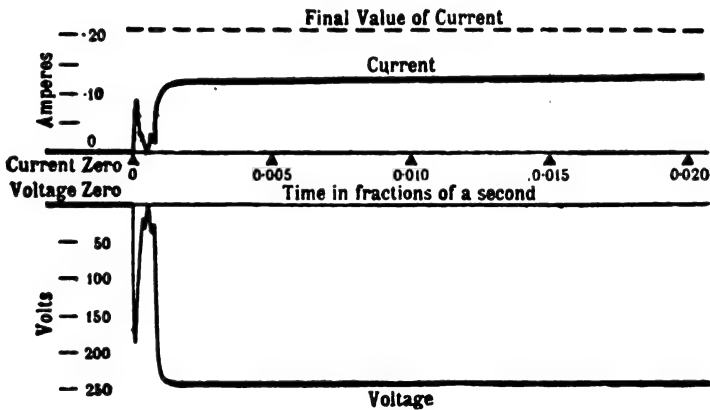 Final Value of Current
·20
Current
Amperes
·10
0
Current Zero
0
0·005
0·010
0·015
0·020
Voltage Zero
Time in fractions of a second
50
100
Volts
150
200
250
Voltage